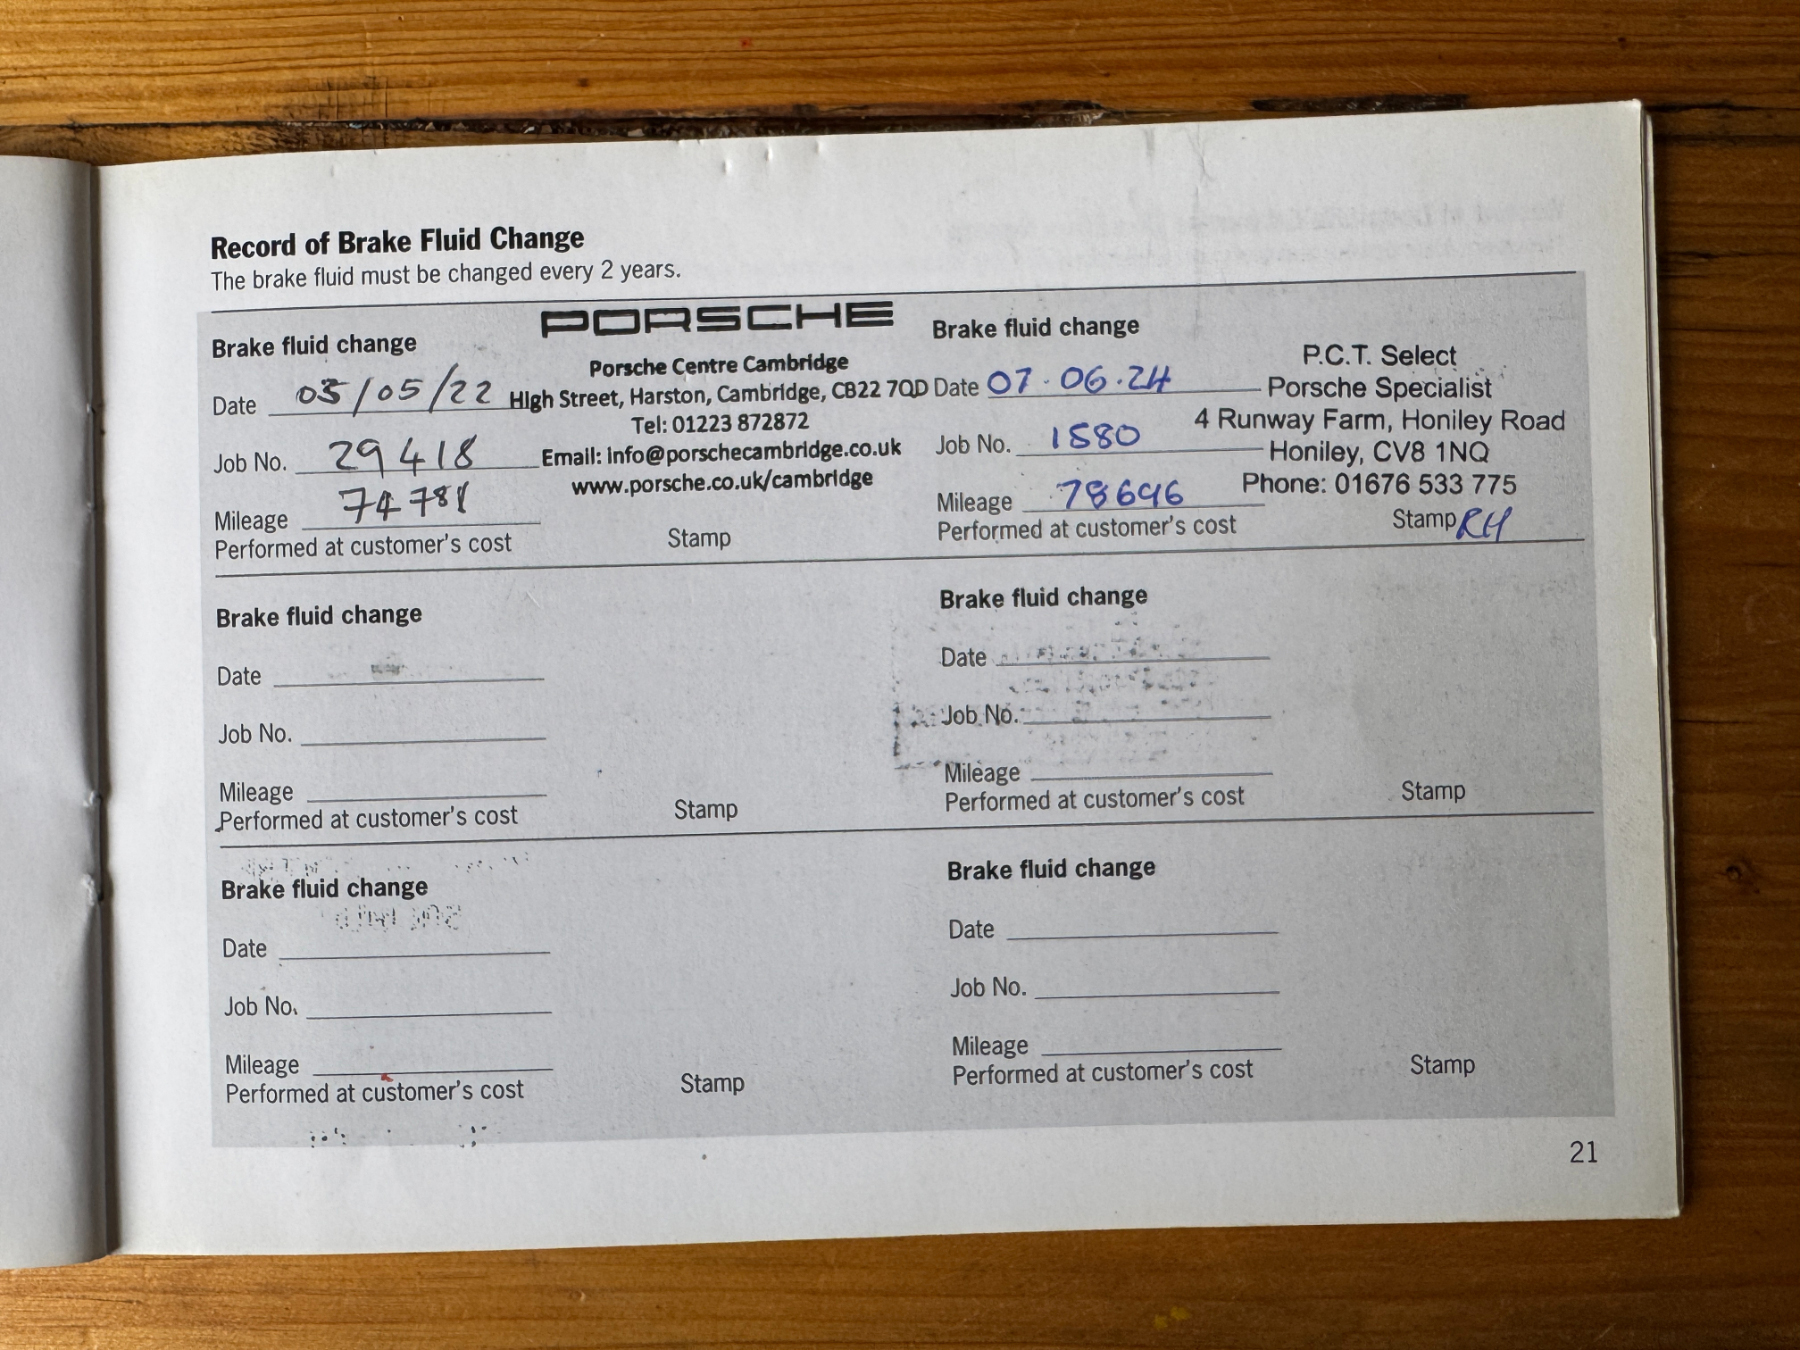 Record of Brake Fluid Change
The brake fluid must be changed every 2 years.
Brake fluid change
Date 03/05/22
Job No. 29418
Mileage 74781
Performed at customer's cost
PORSCHE
Porsche Centre Cambridge
High Street, Harston, Cambridge, CB22 7QD
Tel: 01223 872872
Email: info@porschecambridge.co.uk
www.porsche.co.uk/cambridge
Stamp
Brake fluid change
Date 07.06.24
Job No. 1580
Mileage 78696
Performed at customer's cost
P.C.T. Select
Porsche Specialist
4 Runway Farm, Honiley Road
Honiley, CV8 1NQ
Phone: 01676 533 775
Stamp RH
Brake fluid change
Date
Job No.
Mileage
Performed at customer's cost
Stamp
Brake fluid change
Date
Job No.
Mileage
Performed at customer's cost
Stamp
Brake fluid change
Date
Job No.
Mileage
Performed at customer's cost
Stamp
Brake fluid change
Date
Job No.
Mileage
Performed at customer's cost
Stamp
21